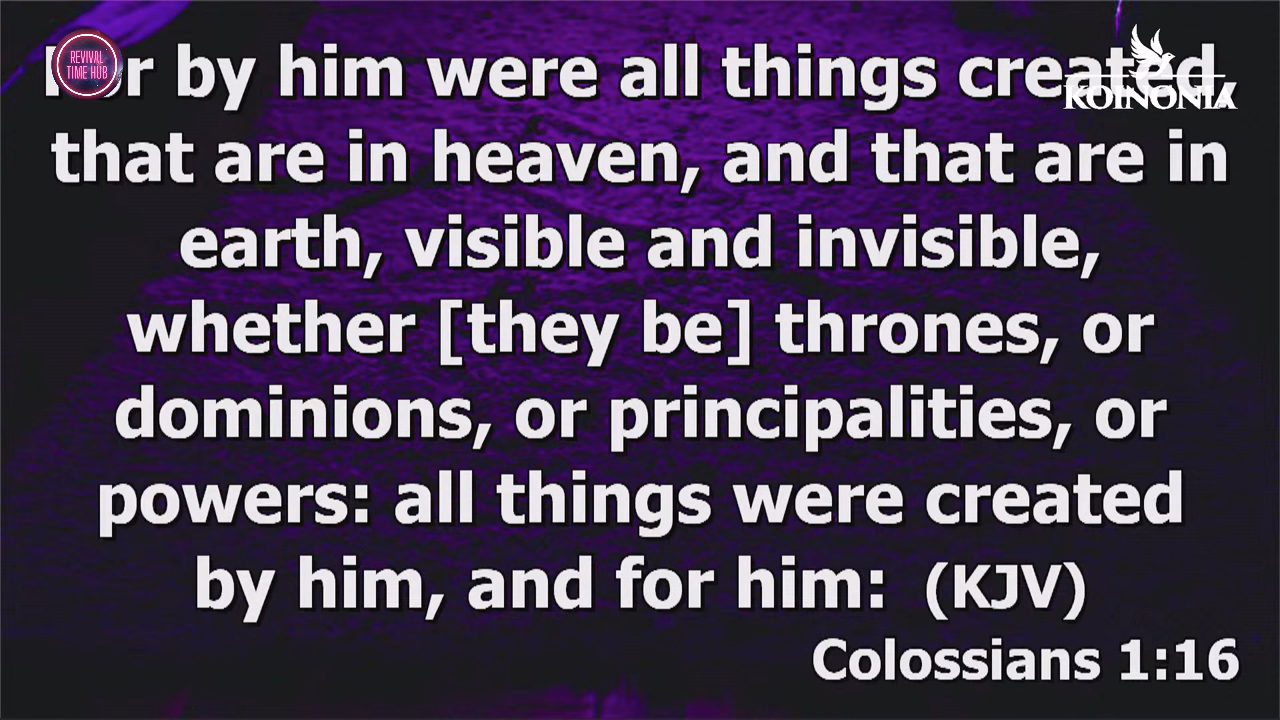 REVIVAL
TIME HUB
KOINONIA
For by him were all things created,
that are in heaven, and that are in
earth, visible and invisible,
whether [they be] thrones, or
dominions, or principalities, or
powers: all things were created
by him, and for him: (KJV)
Colossians 1:16